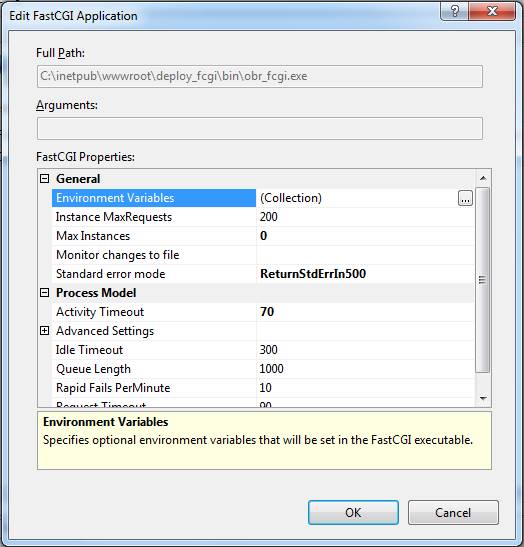 Edit FastCGI Application
Full Path:
C:\inetpub\wwwroot\deploy_fcgi\bin\obr_fcgi.exe
Arguments:
FastCGI Properties:
General
Environment Variables (Collection) ...
Instance MaxRequests 200
Max Instances 0
Monitor changes to file
Standard error mode ReturnStdErrIn500
Process Model
Activity Timeout 70
Advanced Settings
Idle Timeout 300
Queue Length 1000
Rapid Fails PerMinute 10
Request Timeout 90
Environment Variables
Specifies optional environment variables that will be set in the FastCGI executable.
OK Cancel